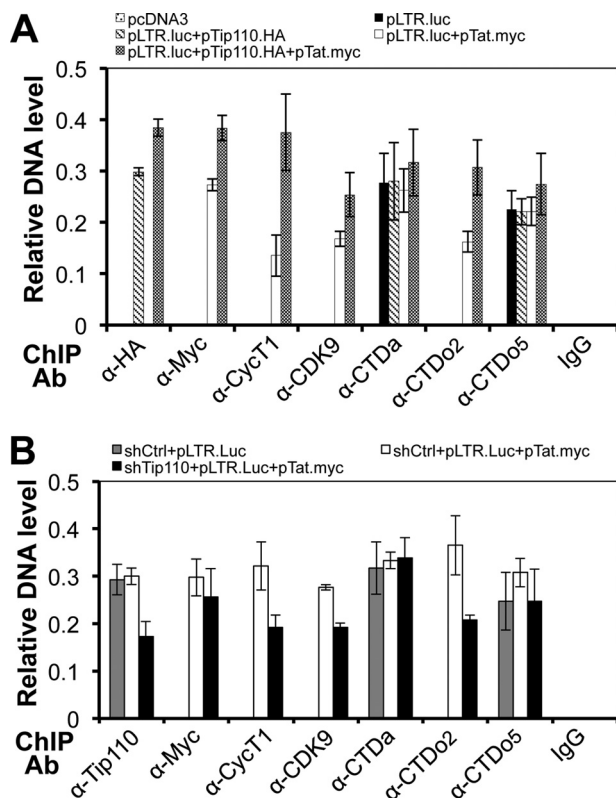 A
pcDNA3
pLTR.luc
pLTR.luc+pTip110.HA
pLTR.luc+pTat.myc
pLTR.luc+pTip110.HA+pTat.myc
Relative DNA level
0.5
0.4
0.3
0.2
0.1
0
ChIP
Ab
α-HA
α-Myc
α-CycT1
α-CDK9
α-CTDa
α-CTDo2
α-CTDo5
IgG
B
shCtrl+pLTR.Luc
shCtrl+pLTR.Luc+pTat.myc
shTip110+pLTR.Luc+pTat.myc
Relative DNA level
0.5
0.4
0.3
0.2
0.1
0
ChIP
Ab
α-Tip110
α-Myc
α-CycT1
α-CDK9
α-CTDa
α-CTDo2
α-CTDo5
IgG